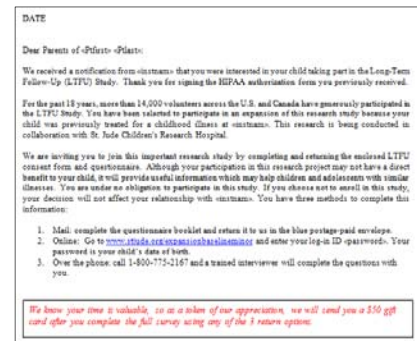 DATE
Dear Parents of «Ptfirst» «Ptlast»:
We received a notification from «instnam» that you were interested in your child taking part in the Long-Term
Follow-Up (LTFU) Study. Thank you for signing the HIPAA authorization form you previously received.
For the past 18 years, more than 14,000 volunteers across the U.S. and Canada have generously participated in
the LTFU Study. You have been selected to participate in an expansion of this research study because your
child was previously treated for a childhood illness at «instnam». This research is being conducted in
collaboration with St. Jude Children's Research Hospital.
We are inviting you to join this important research study by completing and returning the enclosed LTFU
consent form and questionnaire. Although your participation in this research project may not have a direct
benefit to your child, it will provide useful information which may help children and adolescents with similar
illnesses. You are under no obligation to participate in this study. If you choose not to enroll in this study,
your decision will not affect your relationship with «instnam». You have three methods to complete this
information:
1. Mail: complete the questionnaire booklet and return it to us in the blue postage-paid envelope.
2. Online: Go to www.stjude.org/expansionbaselineminor and enter your log-in ID «password». Your
password is your child's date of birth.
3. Over the phone: call 1-800-775-2167 and a trained interviewer will complete the questions with
you.
We know your time is valuable, so as a token of our appreciation, we will send you a $50 gift
card after you complete the full survey using any of the 3 return options.